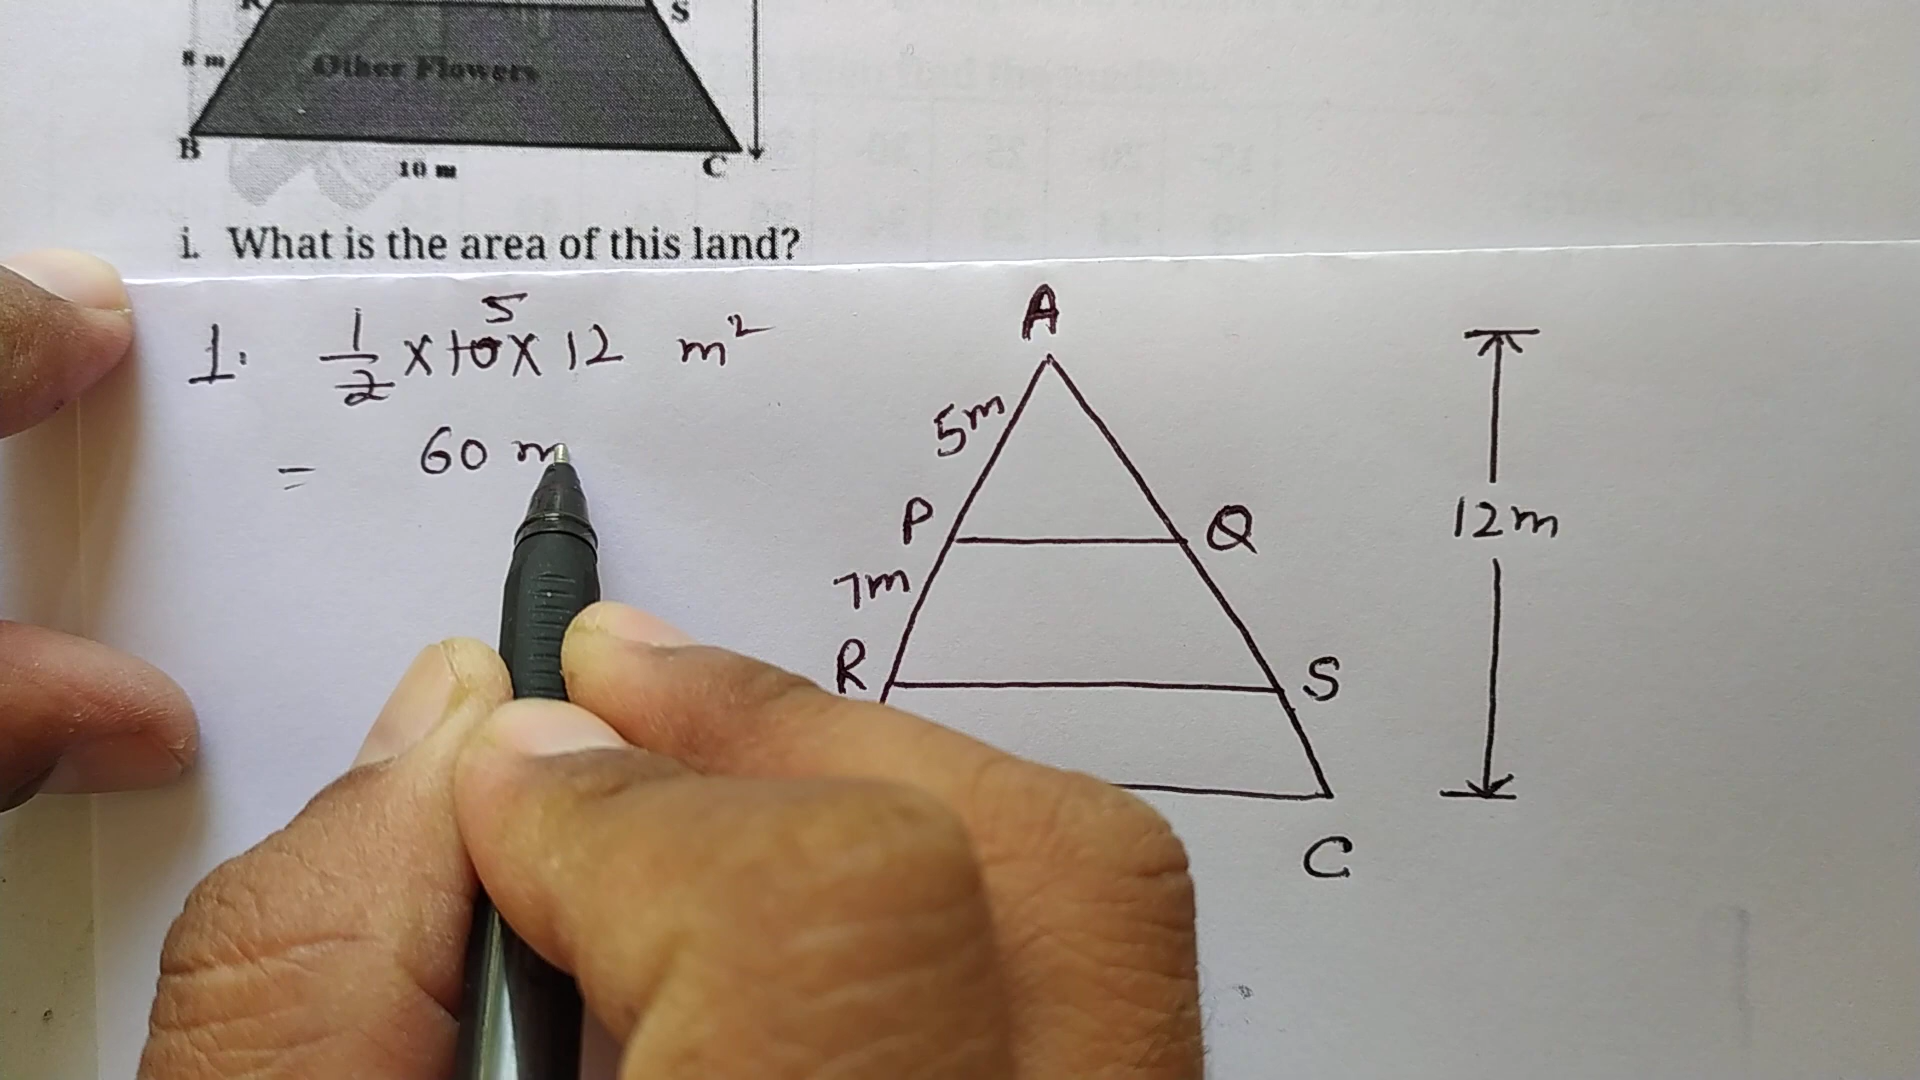 S
8 m
Other Flowers
B
C
10 m
i. What is the area of this land?
1. 1/2 x 10 x 12 m²
5
= 60 m
A
5m
P
Q
7m
R
S
C
12m